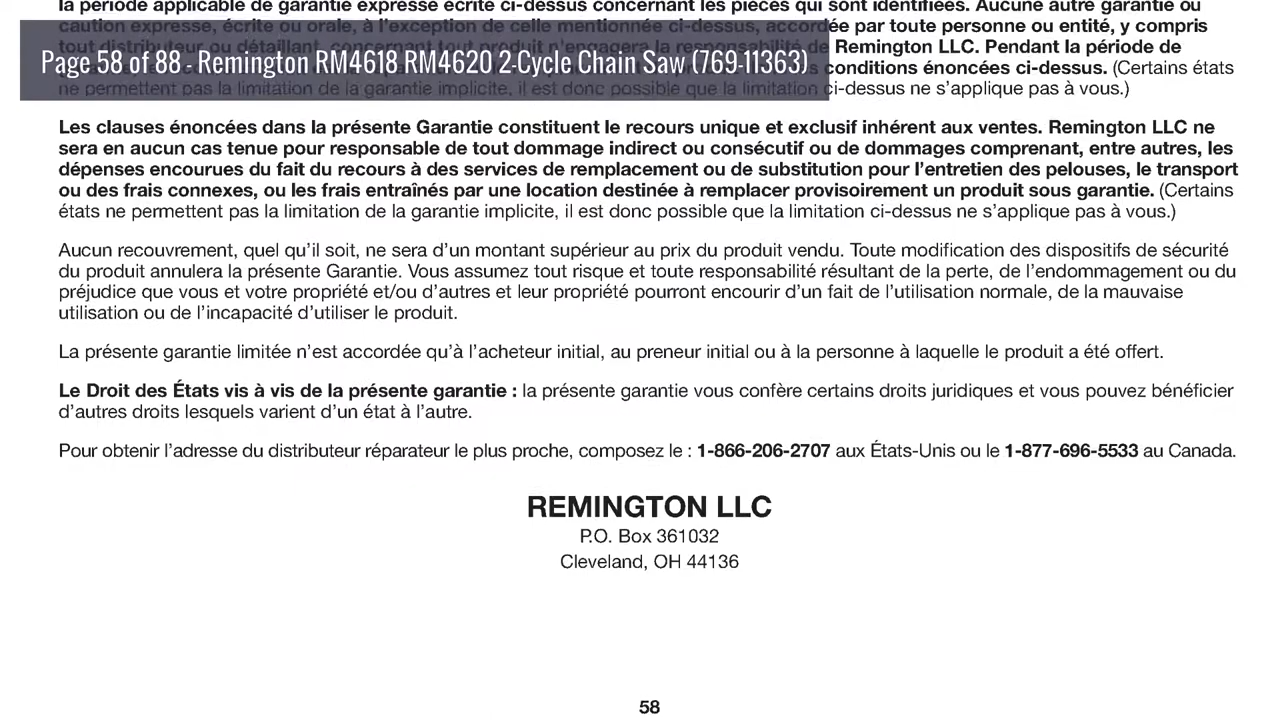 la période applicable de garantie expresse écrite ci-dessus concernant les pièces qui sont identifiées. Aucune autre garantie ou
caution expresse, écrite ou orale, à l'exception de celle mentionnée ci-dessus, accordée par toute personne ou entité, y compris
tout distributeur ou détaillant, concernant tout produit n'engagera la responsabilité de Remington LLC. Pendant la période de
Page 58 of 88 - Remington RM4618 RM4620 2-Cycle Chain Saw (769-11363)
conditions énoncées ci-dessus. (Certains états
ne permettent pas la limitation de la garantie implicite, il est donc possible que la limitation ci-dessus ne s'applique pas à vous.)
Les clauses énoncées dans la présente Garantie constituent le recours unique et exclusif inhérent aux ventes. Remington LLC ne
sera en aucun cas tenue pour responsable de tout dommage indirect ou consécutif ou de dommages comprenant, entre autres, les
dépenses encourues du fait du recours à des services de remplacement ou de substitution pour l'entretien des pelouses, le transport
ou des frais connexes, ou les frais entraînés par une location destinée à remplacer provisoirement un produit sous garantie. (Certains
états ne permettent pas la limitation de la garantie implicite, il est donc possible que la limitation ci-dessus ne s'applique pas à vous.)
Aucun recouvrement, quel qu'il soit, ne sera d'un montant supérieur au prix du produit vendu. Toute modification des dispositifs de sécurité
du produit annulera la présente Garantie. Vous assumez tout risque et toute responsabilité résultant de la perte, de l'endommagement ou du
préjudice que vous et votre propriété et/ou d'autres et leur propriété pourront encourir d'un fait de l'utilisation normale, de la mauvaise
utilisation ou de l'incapacité d'utiliser le produit.
La présente garantie limitée n'est accordée qu'à l'acheteur initial, au preneur initial ou à la personne à laquelle le produit a été offert.
Le Droit des États vis à vis de la présente garantie : la présente garantie vous confère certains droits juridiques et vous pouvez bénéficier
d'autres droits lesquels varient d'un état à l'autre.
Pour obtenir l'adresse du distributeur réparateur le plus proche, composez le : 1-866-206-2707 aux États-Unis ou le 1-877-696-5533 au Canada.
REMINGTON LLC
P.O. Box 361032
Cleveland, OH 44136
58